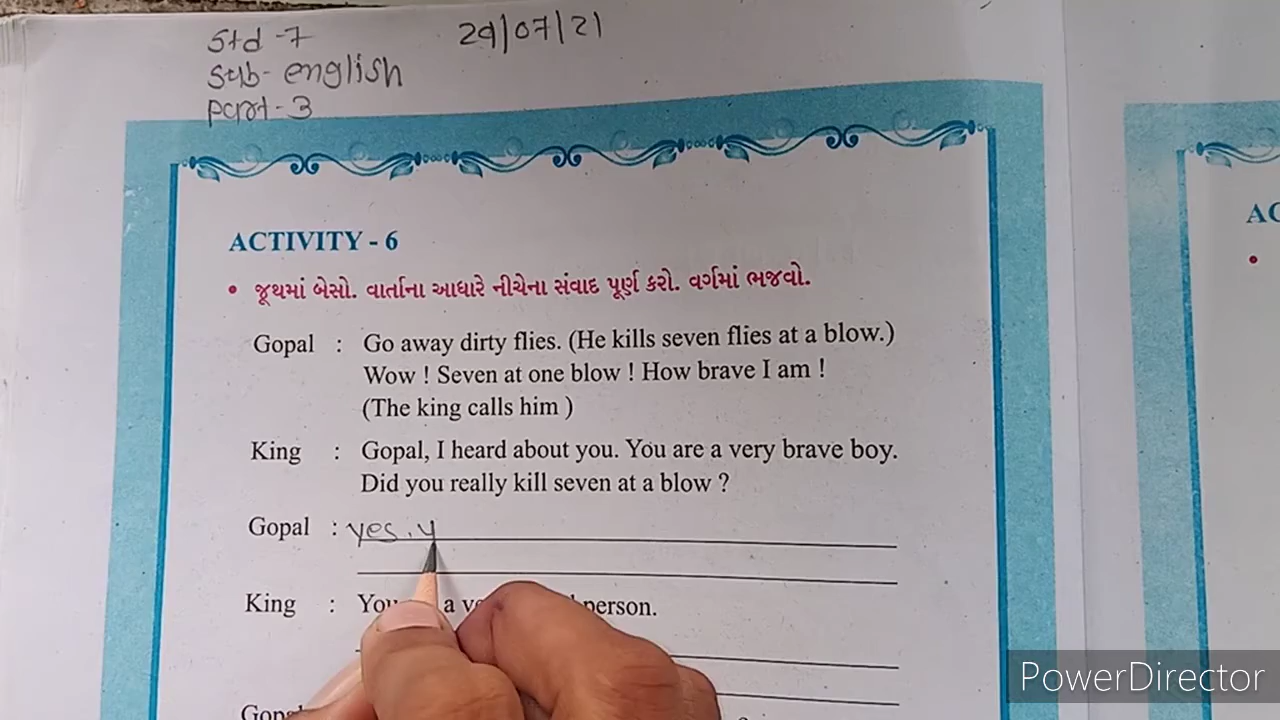 Std - 7 29/07/21
Sub- english
Part - 3
ACTIVITY - 6
• જૂથમાં બેસો. વાર્તાના આધારે નીચેના સંવાદ પૂર્ણ કરો. વર્ગમાં ભજવો.
Gopal : Go away dirty flies. (He kills seven flies at a blow.)
Wow ! Seven at one blow ! How brave I am !
(The king calls him )
King : Gopal, I heard about you. You are a very brave boy.
Did you really kill seven at a blow ?
Gopal : yes. y
King : You a person.
PowerDirector